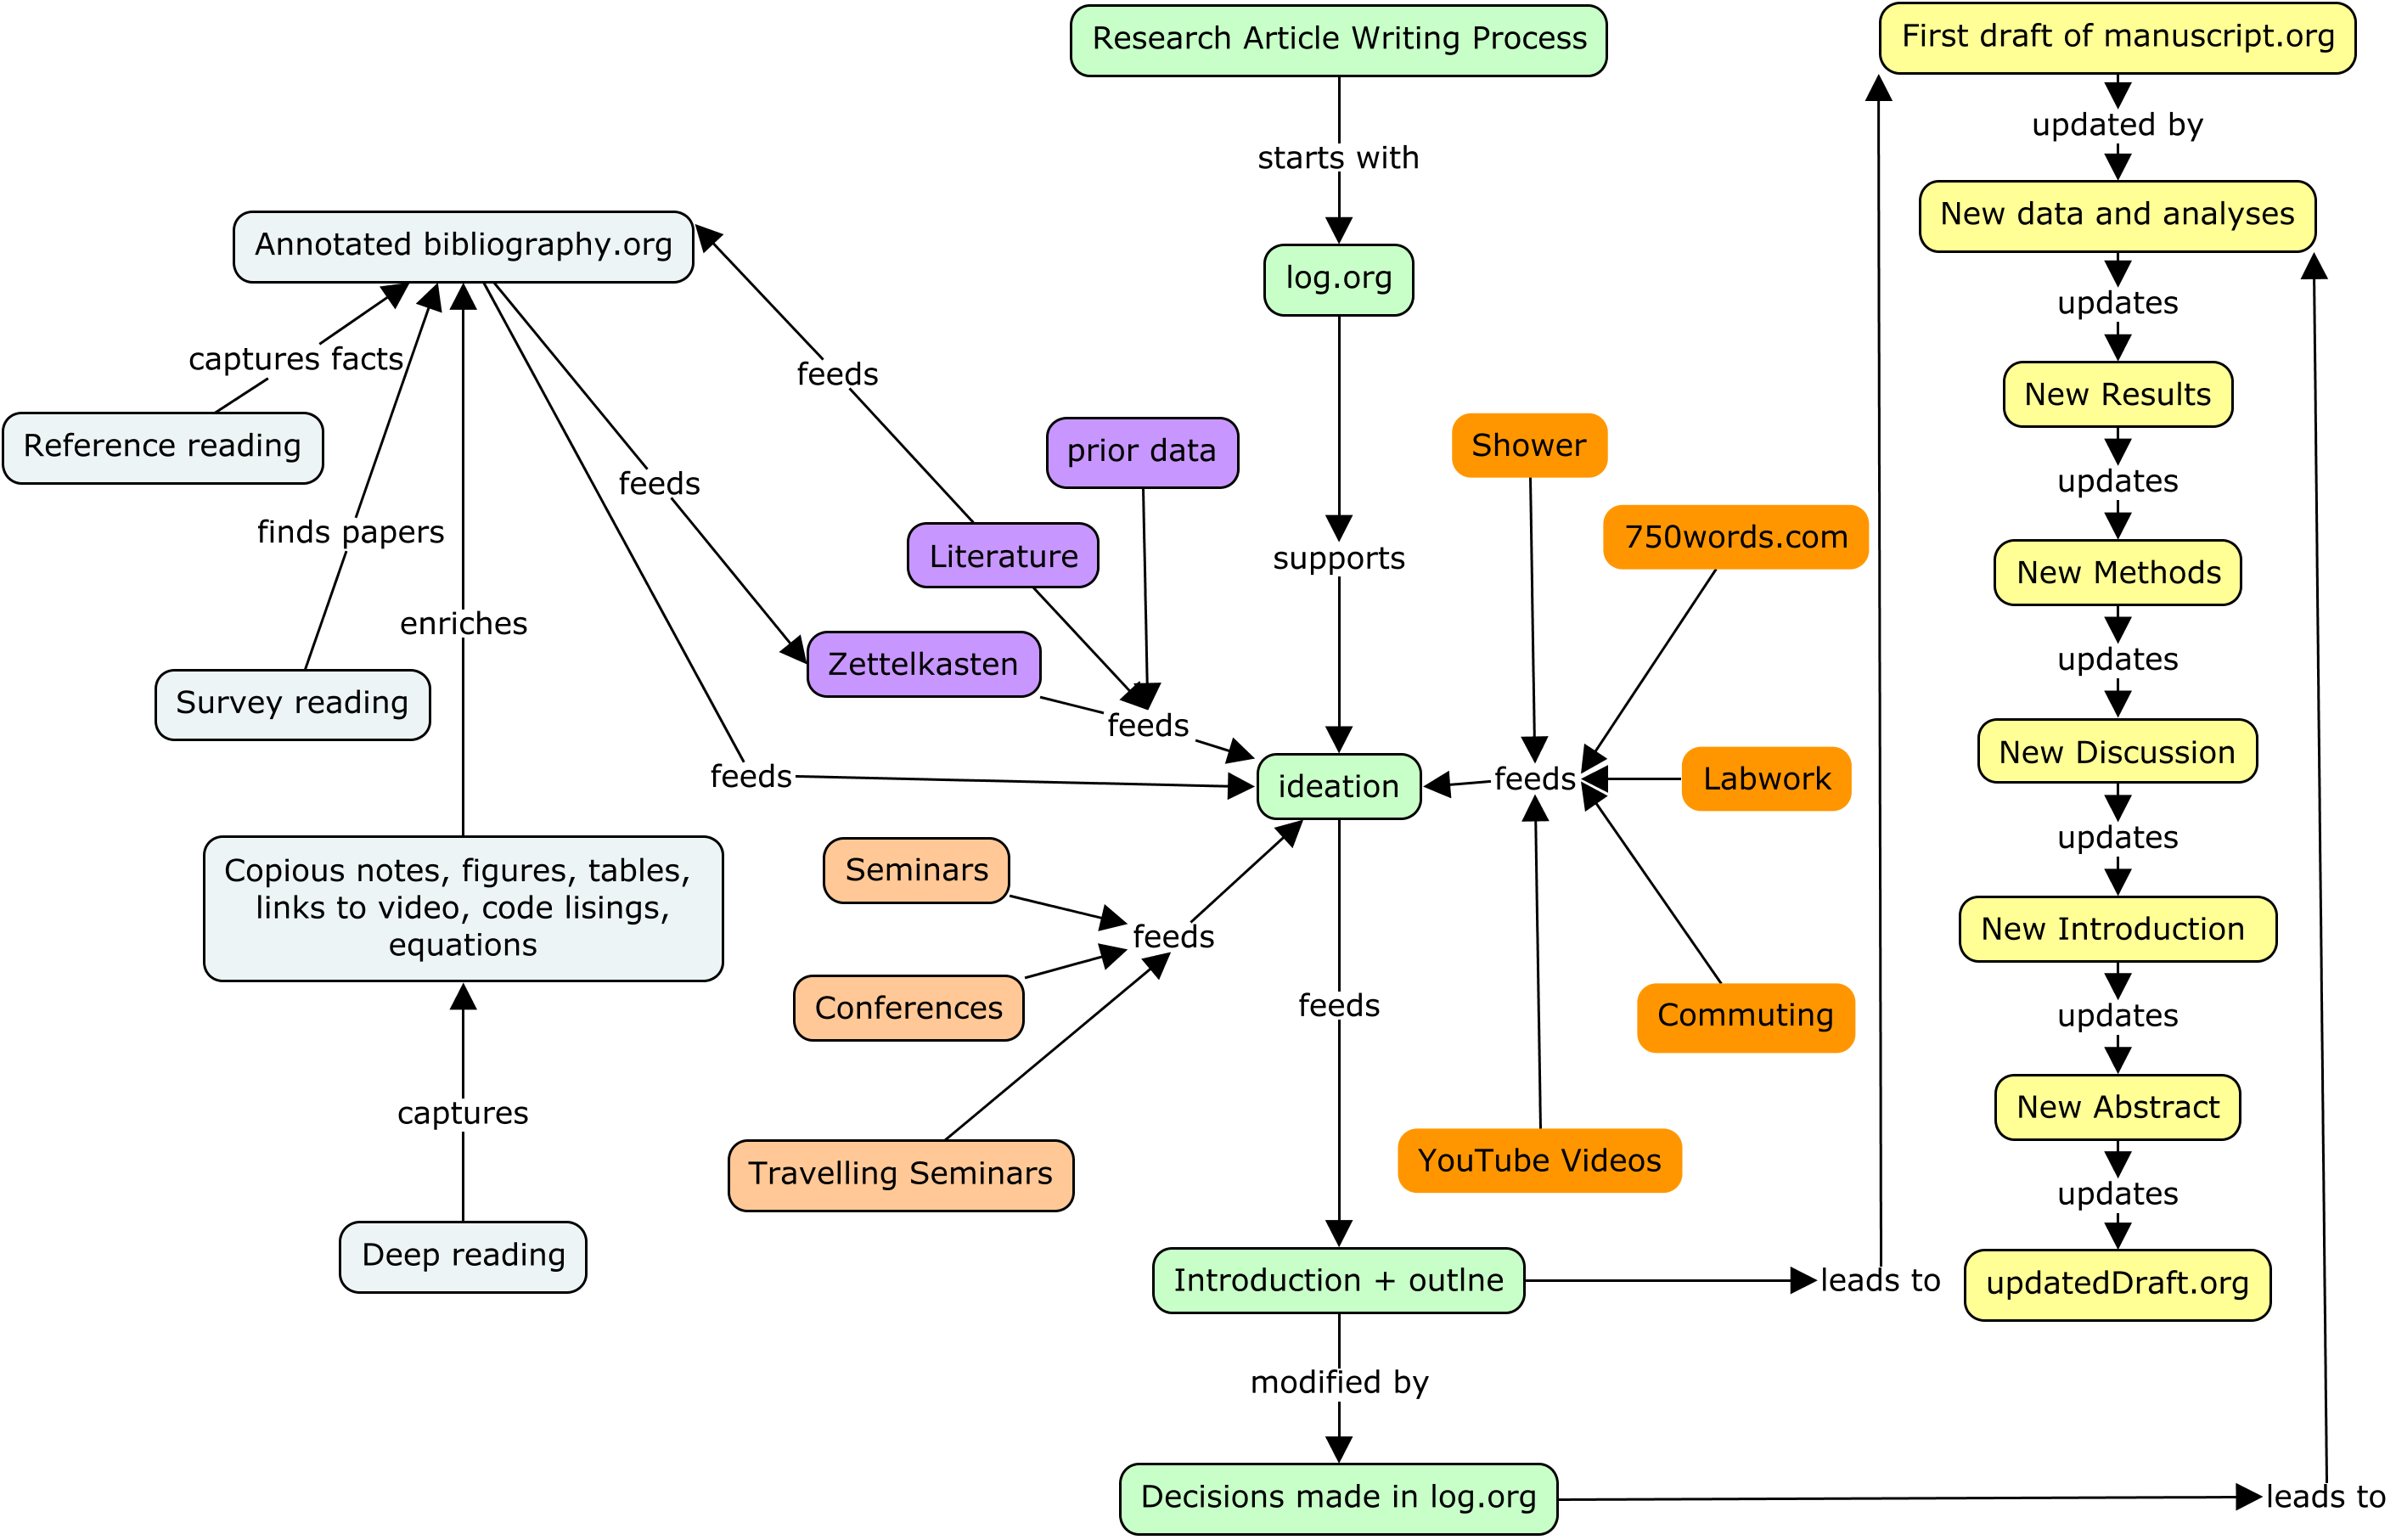 Research Article Writing Process
First draft of manuscript.org
updated by
starts with
New data and analyses
Annotated bibliography.org
log.org
updates
captures facts
feeds
New Results
Reference reading
prior data
Shower
feeds
updates
finds papers
750words.com
Literature
supports
New Methods
enriches
Zettelkasten
updates
Survey reading
feeds
New Discussion
feeds
ideation
feeds
Labwork
updates
Seminars
Copious notes, figures, tables,
links to video, code lisings,
equations
feeds
New Introduction
Conferences
feeds
Commuting
updates
captures
New Abstract
Travelling Seminars
YouTube Videos
updates
Deep reading
Introduction + outlne
leads to
updatedDraft.org
modified by
Decisions made in log.org
leads to